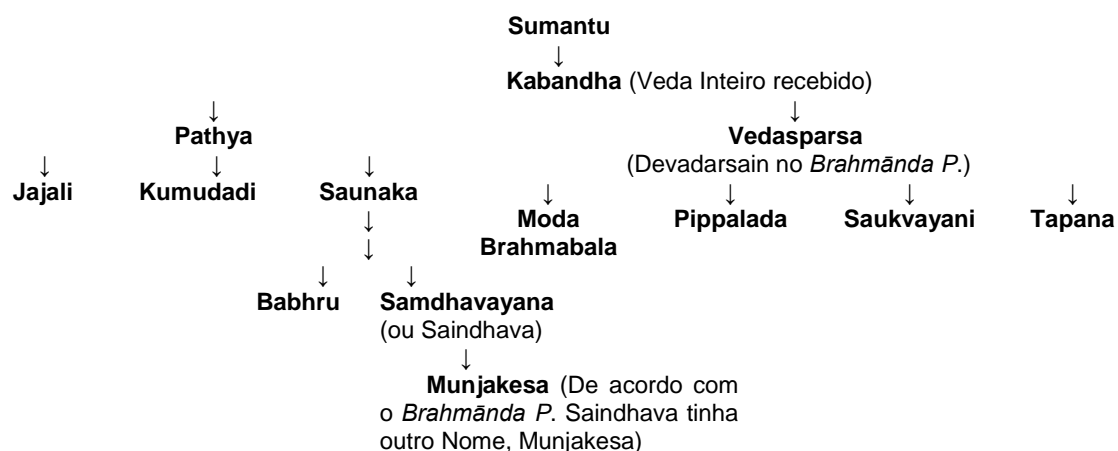 Sumantu
↓
Kabandha (Veda Inteiro recebido)
↓ ↓
Pathya Vedasparsa
↓ ↓ ↓ (Devadarsain no Brahmānda P.)
Jajali Kumudadi Saunaka ↓ ↓ ↓ ↓
↓ Moda Pippalada Saukvayani Tapana
↓ Brahmabala
↓ ↓
Babhru Samdhavayana
(ou Saindhava)
↓
Munjakesa (De acordo com
o Brahmānda P. Saindhava tinha
outro Nome, Munjakesa)